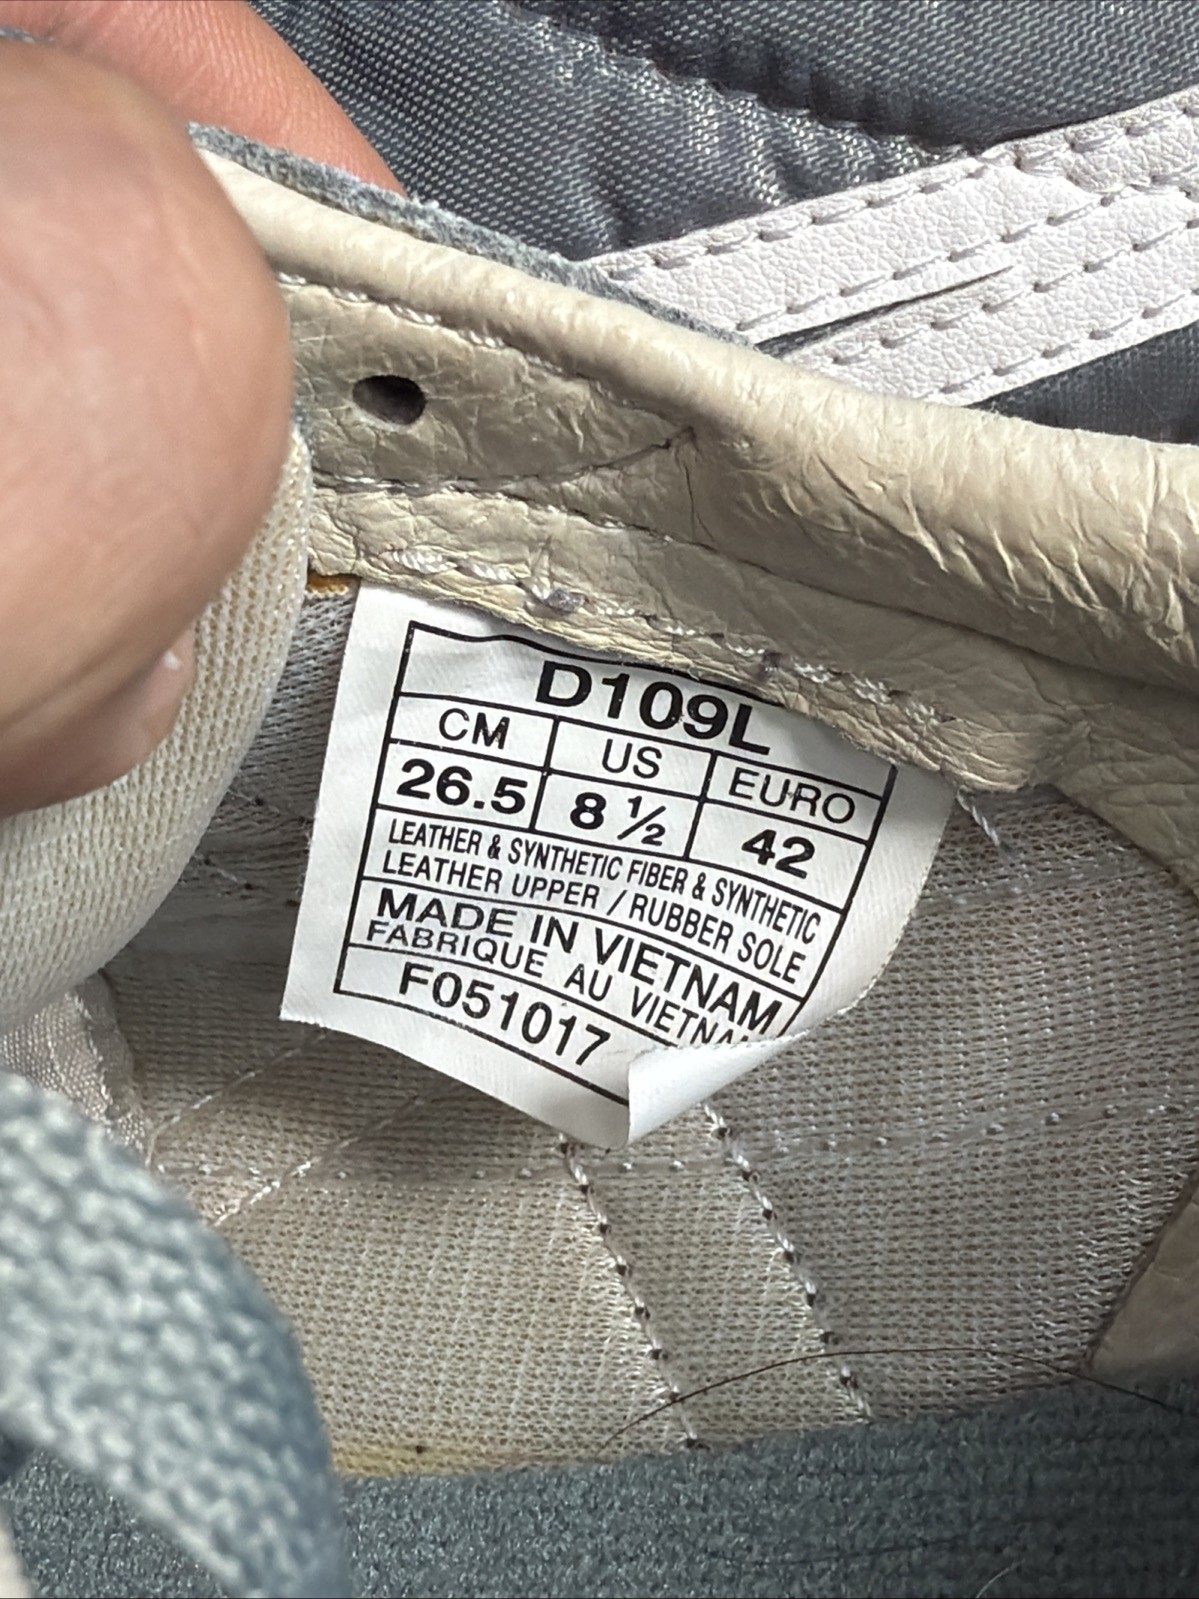 D109L
CM US EURO
26.5 8 ½ 42
LEATHER & SYNTHETIC FIBER & SYNTHETIC
LEATHER UPPER / RUBBER SOLE
MADE IN VIETNAM
FABRIQUE AU
F051017